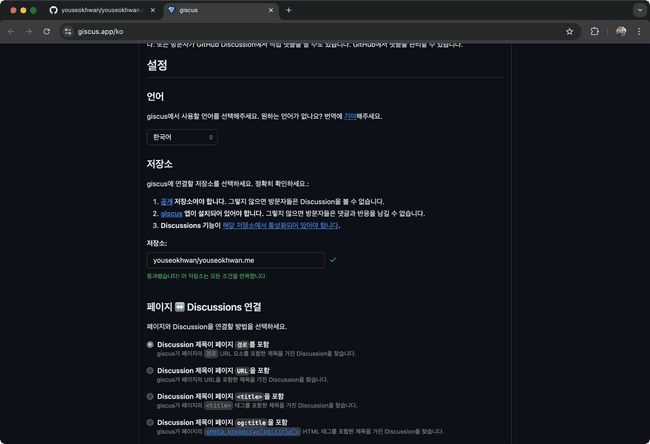 youseokhwan/youseokhwan.
giscus
giscus.app/ko
다. 또는 방문자가 GitHub Discussion에서 직접 댓글을 달 수도 있습니다. GitHub에서 댓글을 관리할 수 있습니다.
설정
언어
giscus에서 사용할 언어를 선택해주세요. 원하는 언어가 없나요? 번역에 기여해주세요.
한국어
저장소
giscus에 연결할 저장소를 선택하세요. 정확히 확인하세요.:
1. 공개 저장소여야 합니다. 그렇지 않으면 방문자들은 Discussion을 볼 수 없습니다.
2. giscus 앱이 설치되어 있어야 합니다. 그렇지 않으면 방문자들은 댓글과 반응을 남길 수 없습니다.
3. Discussions 기능이 해당 저장소에서 활성화되어 있어야 합니다.
저장소:
youseokhwan/youseokhwan.me
통과했습니다! 이 저장소는 모든 조건을 만족합니다.
페이지 ↔️ Discussions 연결
페이지와 Discussion을 연결할 방법을 선택하세요.
Discussion 제목이 페이지 경로를 포함
giscus가 페이지의 경로 URL 요소를 포함한 제목을 가진 Discussion을 찾습니다.
Discussion 제목이 페이지 URL을 포함
giscus가 페이지의 URL을 포함한 제목을 가진 Discussion을 찾습니다.
Discussion 제목이 페이지 <title>을 포함
giscus가 페이지의 <title> 태그를 포함한 제목을 가진 Discussion을 찾습니다.
Discussion 제목이 페이지 og:title을 포함
giscus가 페이지의 <meta property="og:title"> HTML 태그를 포함한 제목을 가진 Discussion을 찾습니다.